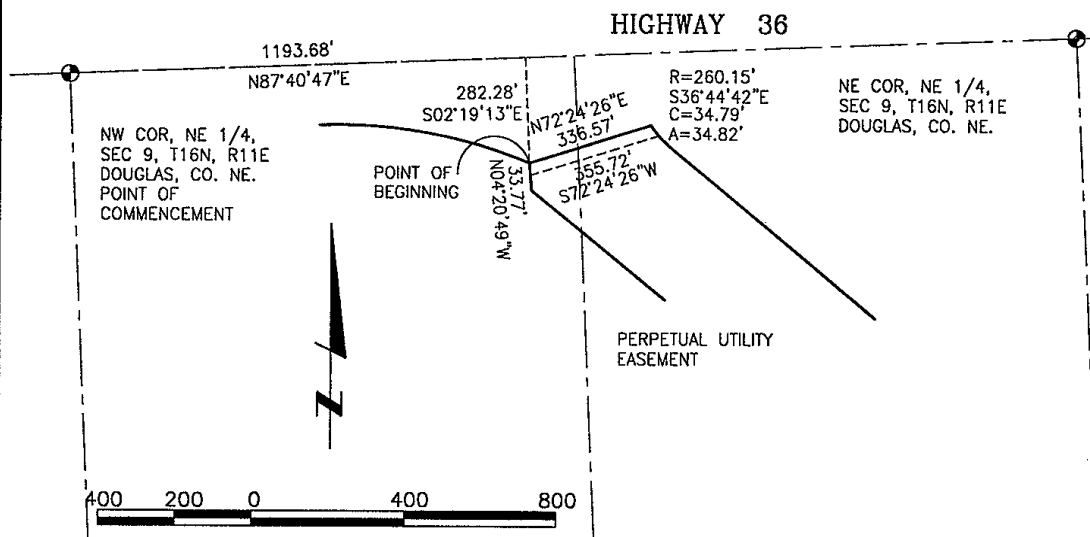 HIGHWAY 36
1193.68'
N87°40'47"E
282.28'
S02°19'13"E
N72°24'26"E
336.57'
R=260.15'
S36°44'42"E
C=34.79'
A=34.82'
NE COR, NE 1/4,
SEC 9, T16N, R11E
DOUGLAS, CO. NE.
NW COR, NE 1/4,
SEC 9, T16N, R11E
DOUGLAS, CO. NE.
POINT OF
COMMENCEMENT
POINT OF
BEGINNING
33.77'
N04°20'49"W
355.72'
S72°24'26"W
PERPETUAL UTILITY
EASEMENT
N
400 200 0 400 800